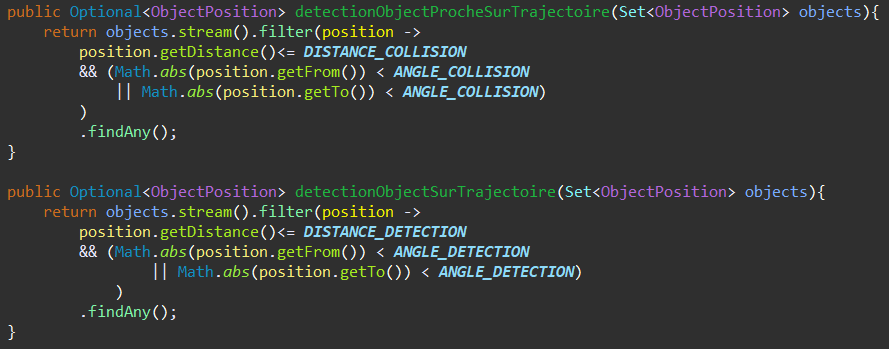 public Optional<ObjectPosition> detectionObjectProcheSurTrajectoire(Set<ObjectPosition> objects){
return objects.stream().filter(position ->
position.getDistance()<= DISTANCE_COLLISION
&& (Math.abs(position.getFrom()) < ANGLE_COLLISION
|| Math.abs(position.getTo()) < ANGLE_COLLISION)
)
.findAny();
}
public Optional<ObjectPosition> detectionObjectSurTrajectoire(Set<ObjectPosition> objects){
return objects.stream().filter(position ->
position.getDistance()<= DISTANCE_DETECTION
&& (Math.abs(position.getFrom()) < ANGLE_DETECTION
|| Math.abs(position.getTo()) < ANGLE_DETECTION)
)
.findAny();
}